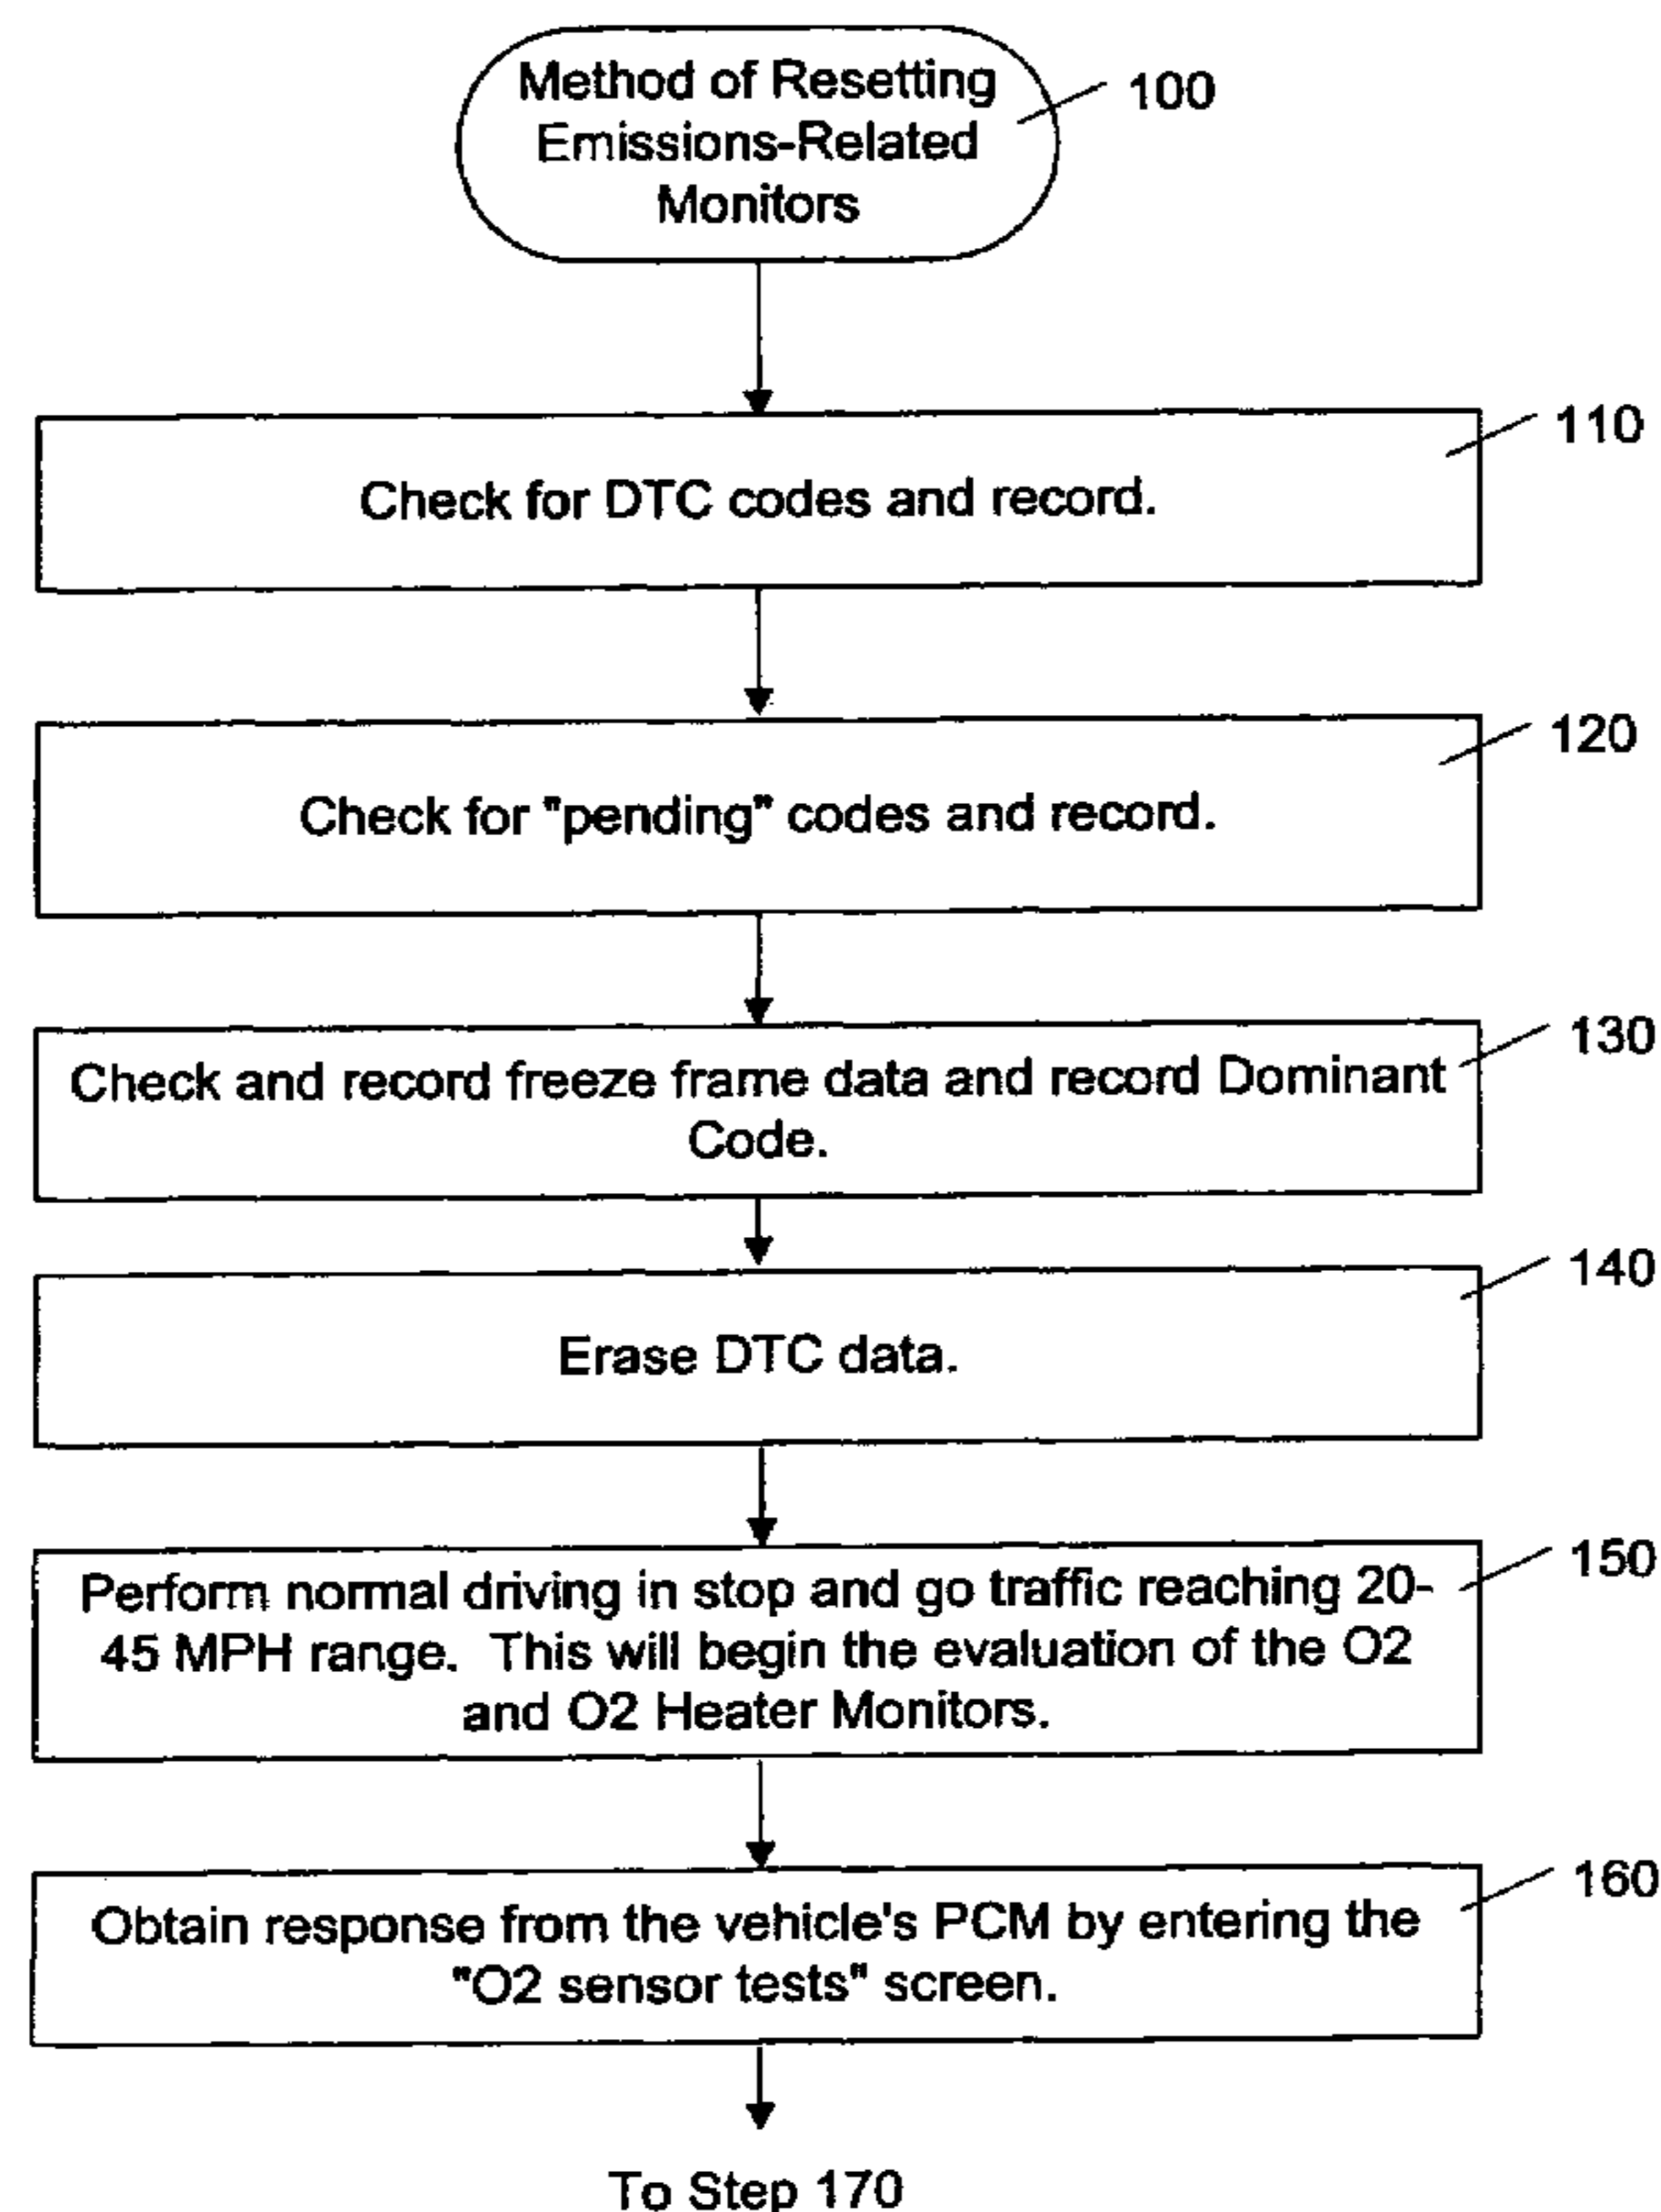 Method of Resetting
Emissions-Related
Monitors
100
110
Check for DTC codes and record.
120
Check for "pending" codes and record.
130
Check and record freeze frame data and record Dominant
Code.
140
Erase DTC data.
150
Perform normal driving in stop and go traffic reaching 20-
45 MPH range.  This will begin the evaluation of the O2
and O2 Heater Monitors.
160
Obtain response from the vehicle's PCM by entering the
"O2 sensor tests" screen.
To Step 170